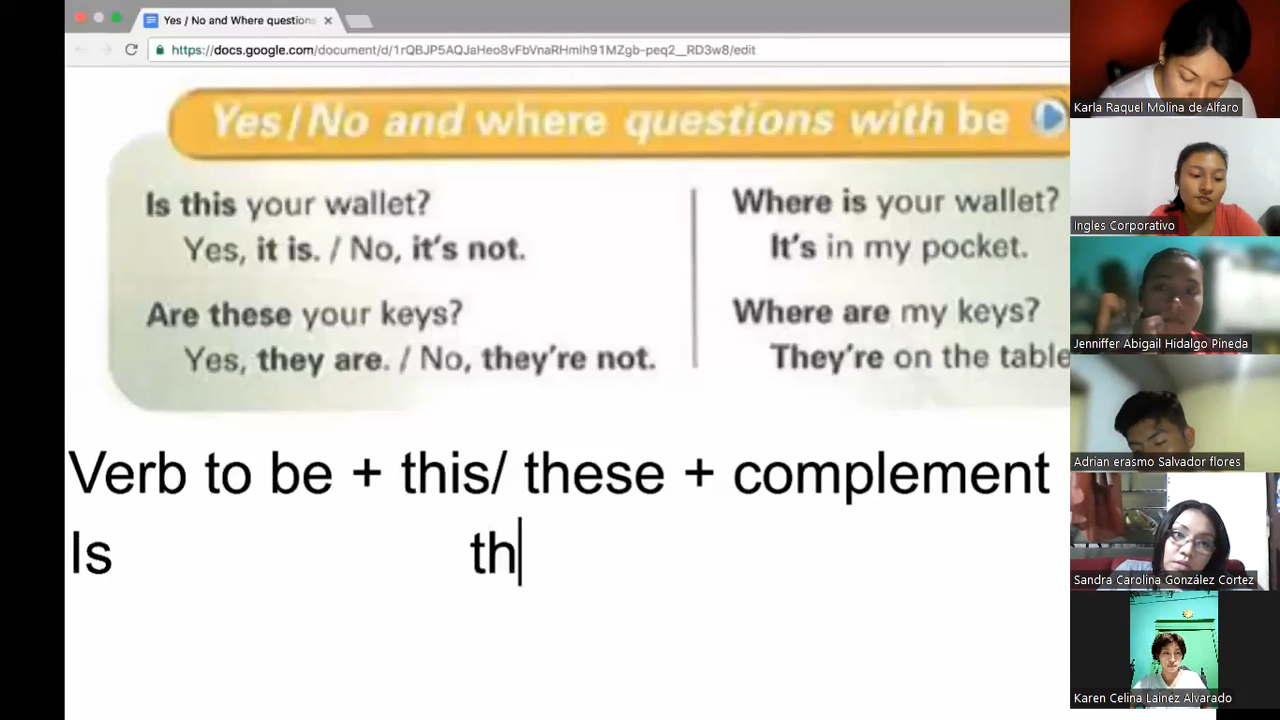 Yes / No and Where questions
https://docs.google.com/document/d/1rQBJP5AQJaHeo8vFbVnaRHmlh91MZgb-peq2__RD3w8/edit
Yes/No and where questions with be
Is this your wallet?
Yes, it is. / No, it's not.
Are these your keys?
Yes, they are. / No, they're not.
Where is your wallet?
It's in my pocket.
Where are my keys?
They're on the table
Verb to be + this/ these + complement
Is th
Karla Raquel Molina de Alfaro
Ingles Corporativo
Jenniffer Abigail Hidalgo Pineda
Adrian erasmo Salvador flores
Sandra Carolina González Cortez
Karen Celina Lainez Alvarado